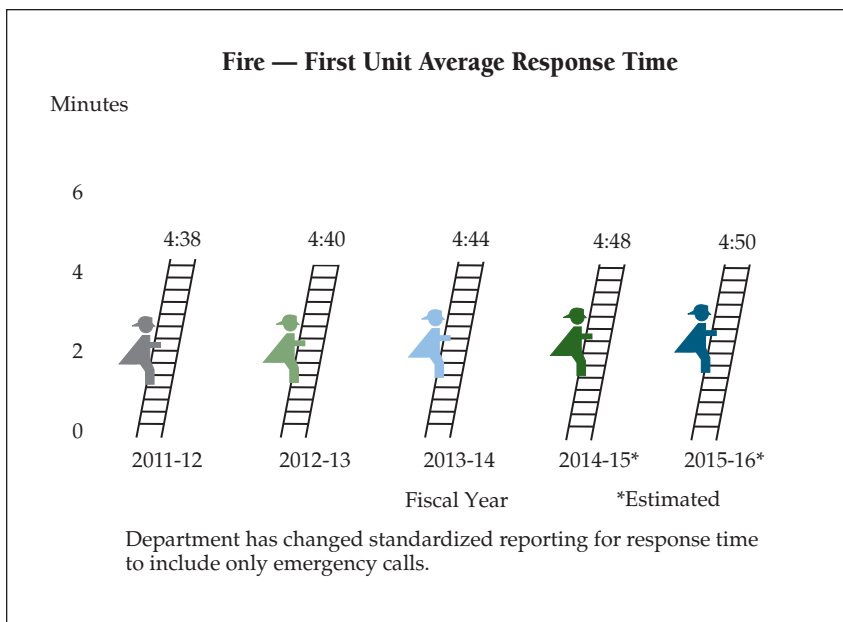 Fire — First Unit Average Response Time
Minutes
6
4:38 4:40 4:44 4:48 4:50
4
2
0
2011-12 2012-13 2013-14 2014-15* 2015-16*
Fiscal Year *Estimated
Department has changed standardized reporting for response time
to include only emergency calls.